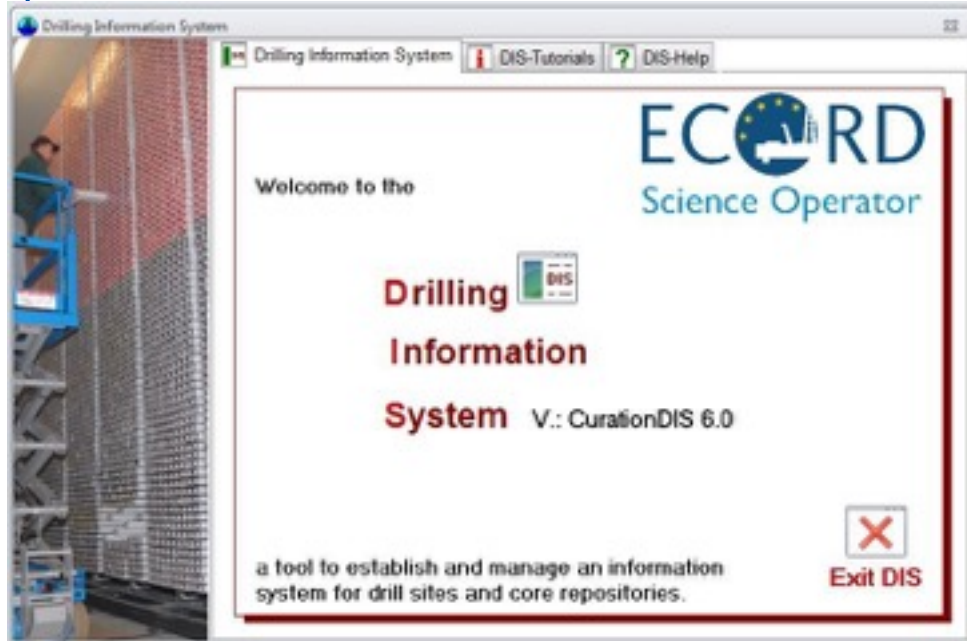 Drilling Information System
Drilling Information System DIS-Tutorials DIS-Help
ECORD
Science Operator
Welcome to the
Drilling DIS
Information
System V.: CurationDIS 6.0
a tool to establish and manage an information
system for drill sites and core repositories.
Exit DIS